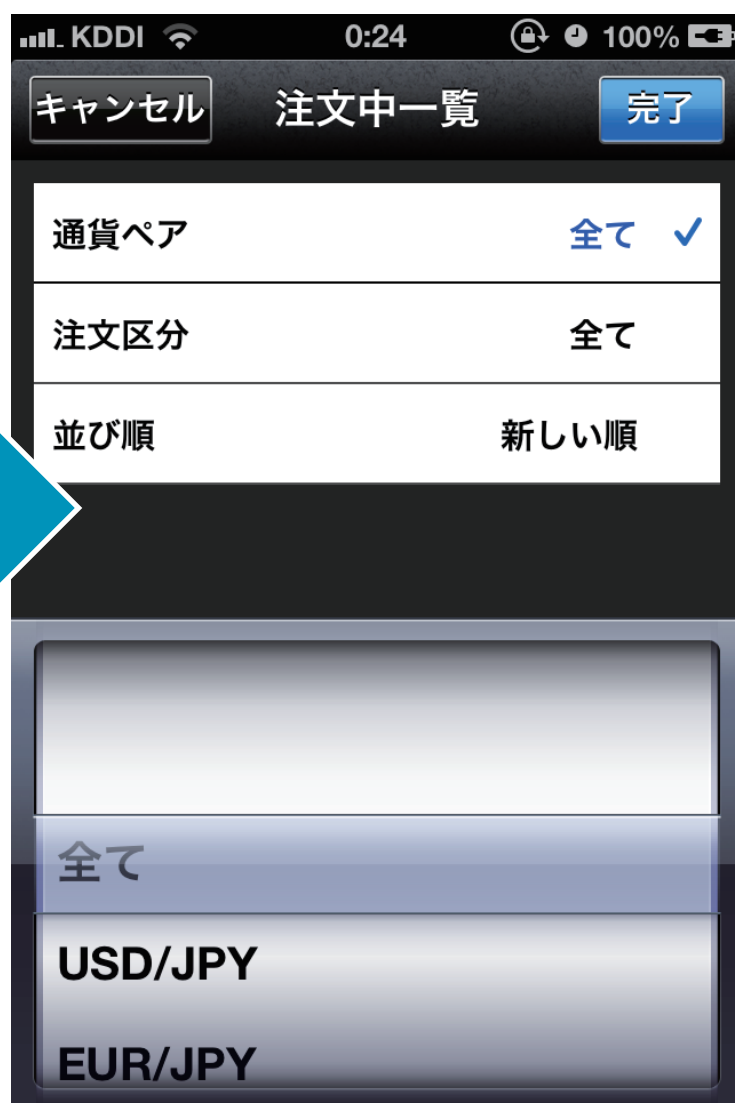 KDDI 0:24 100%
キャンセル 注文中一覧 完了
通貨ペア 全て
注文区分 全て
並び順 新しい順
全て
USD/JPY
EUR/JPY